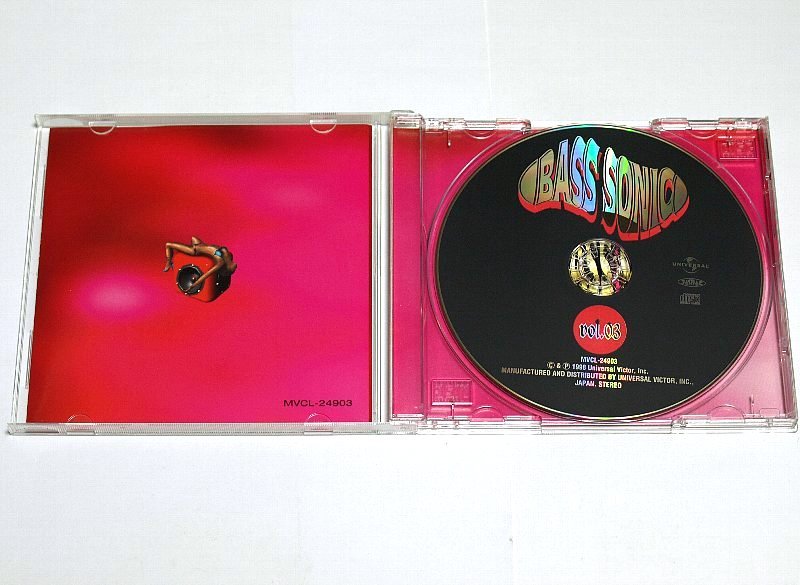 MVCL-24903
BASS SONIC
UNIVERSAL
vol.03
MVCL-24903
© & ℗ 1998 Universal Victor, Inc.
MANUFACTURED AND DISTRIBUTED BY UNIVERSAL VICTOR, INC.,
JAPAN. STEREO